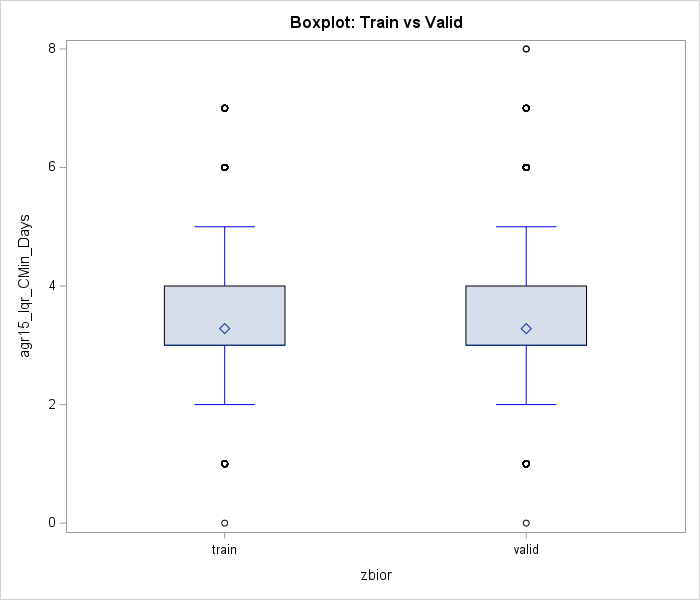 Boxplot: Train vs Valid
agr15_Iqr_CMin_Days
8
6
4
2
0
train
valid
zbior